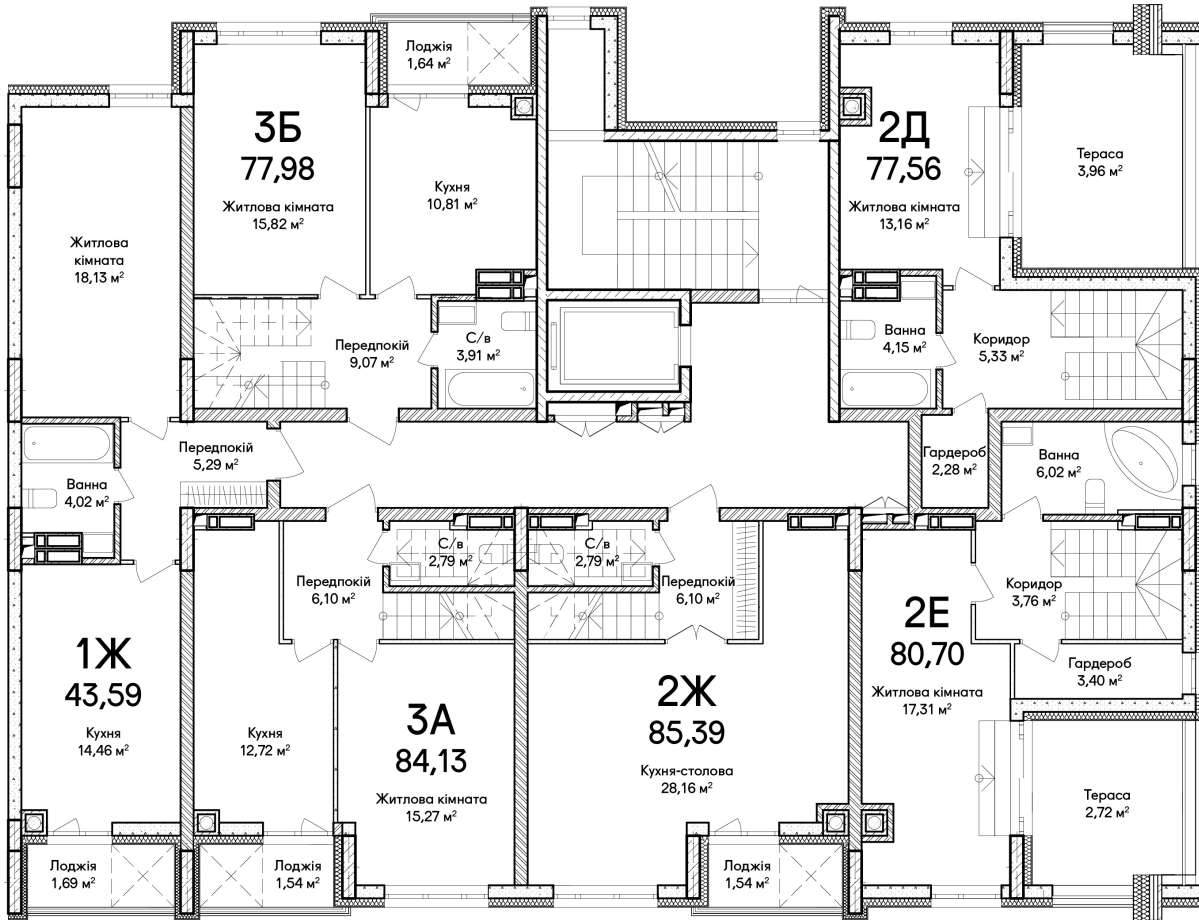 Лоджія
1,64 м²
3Б
77,98
Житлова кімната
15,82 м²
Кухня
10,81 м²
2Д
77,56
Житлова кімната
13,16 м²
Тераса
3,96 м²
Житлова
кімната
18,13 м²
Передпокій
9,07 м²
С/в
3,91 м²
Ванна
4,15 м²
Коридор
5,33 м²
Передпокій
5,29 м²
Ванна
4,02 м²
Гардероб
2,28 м²
Ванна
6,02 м²
С/в
2,79 м²
С/в
2,79 м²
Передпокій
6,10 м²
Передпокій
6,10 м²
Коридор
3,76 м²
1Ж
43,59
Кухня
14,46 м²
Кухня
12,72 м²
3А
84,13
Житлова кімната
15,27 м²
2Ж
85,39
Кухня-столова
28,16 м²
2Е
80,70
Житлова кімната
17,31 м²
Гардероб
3,40 м²
Тераса
2,72 м²
Лоджія
1,69 м²
Лоджія
1,54 м²
Лоджія
1,54 м²